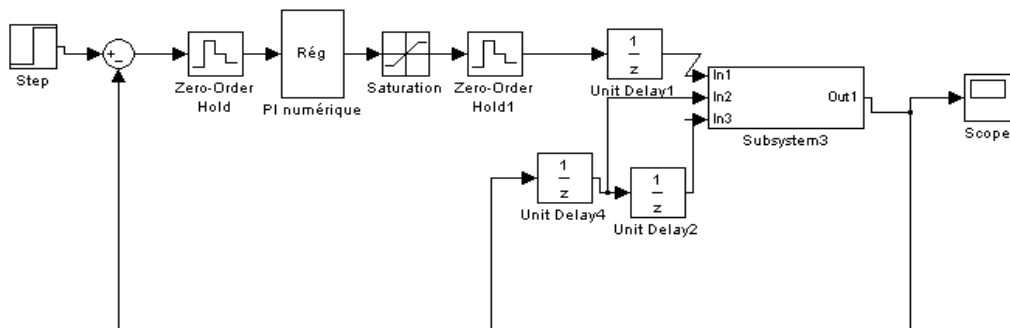 Step
+
-
Zero-Order
Hold
Rég
PI numérique
Saturation
Zero-Order
Hold1
1
z
Unit Delay1
In1
In2
In3
Out1
Subsystem3
Scope
1
z
Unit Delay4
1
z
Unit Delay2